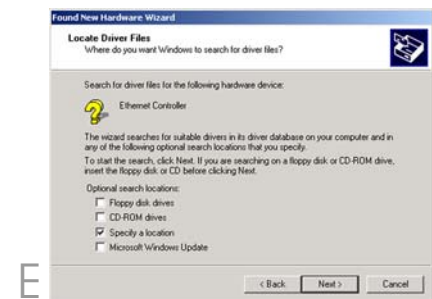 Found New Hardware Wizard
Locate Driver Files
Where do you want Windows to search for driver files?
Search for driver files for the following hardware device:
Ethernet Controller
The wizard searches for suitable drivers in its driver database on your computer and in
any of the following optional search locations that you specify.
To start the search, click Next. If you are searching on a floppy disk or CD-ROM drive,
insert the floppy disk or CD before clicking Next.
Optional search locations:
Floppy disk drives
CD-ROM drives
Specify a location
Microsoft Windows Update
< Back Next > Cancel
E